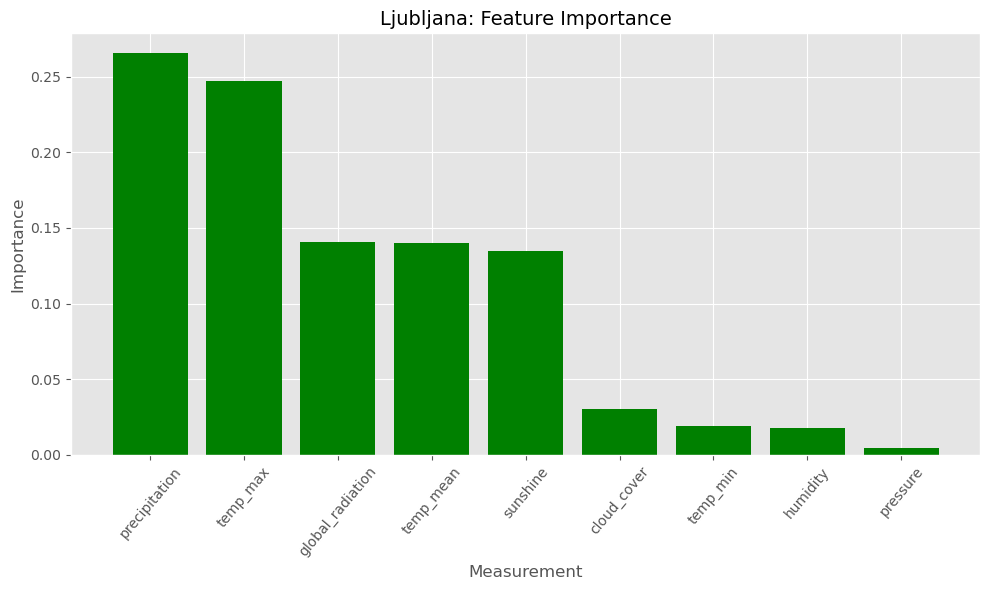 Ljubljana: Feature Importance
Importance
0.25
0.20
0.15
0.10
0.05
0.00
precipitation
temp_max
global_radiation
temp_mean
sunshine
cloud_cover
temp_min
humidity
pressure
Measurement